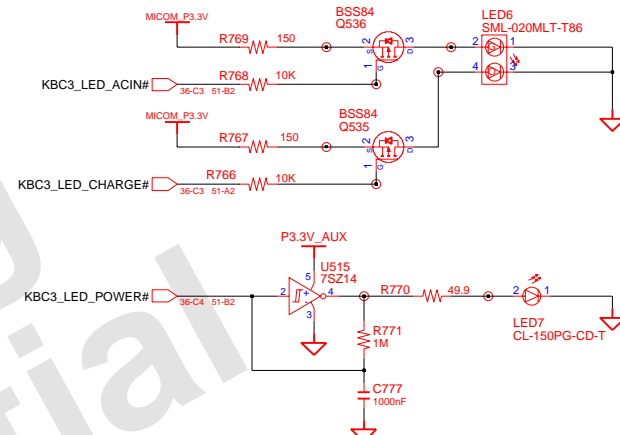 BSS84
Q536
LED6
SML-020MLT-T86
MICOM_P3.3V
R769 150
2 S D 3
1 G
2 G 1
4 O 3
KBC3_LED_ACIN#
R768 10K
36-C3 51-B2
MICOM_P3.3V
BSS84
Q535
R767 150
2 S D 3
1 G
KBC3_LED_CHARGE#
R766 10K
36-C3 51-A2
P3.3V_AUX
U515
7SZ14
5
KBC3_LED_POWER#
36-C4 51-B2
2 + - 4
3
R770 49.9
2 1
LED7
CL-150PG-CD-T
R771
1M
C777
1000nF